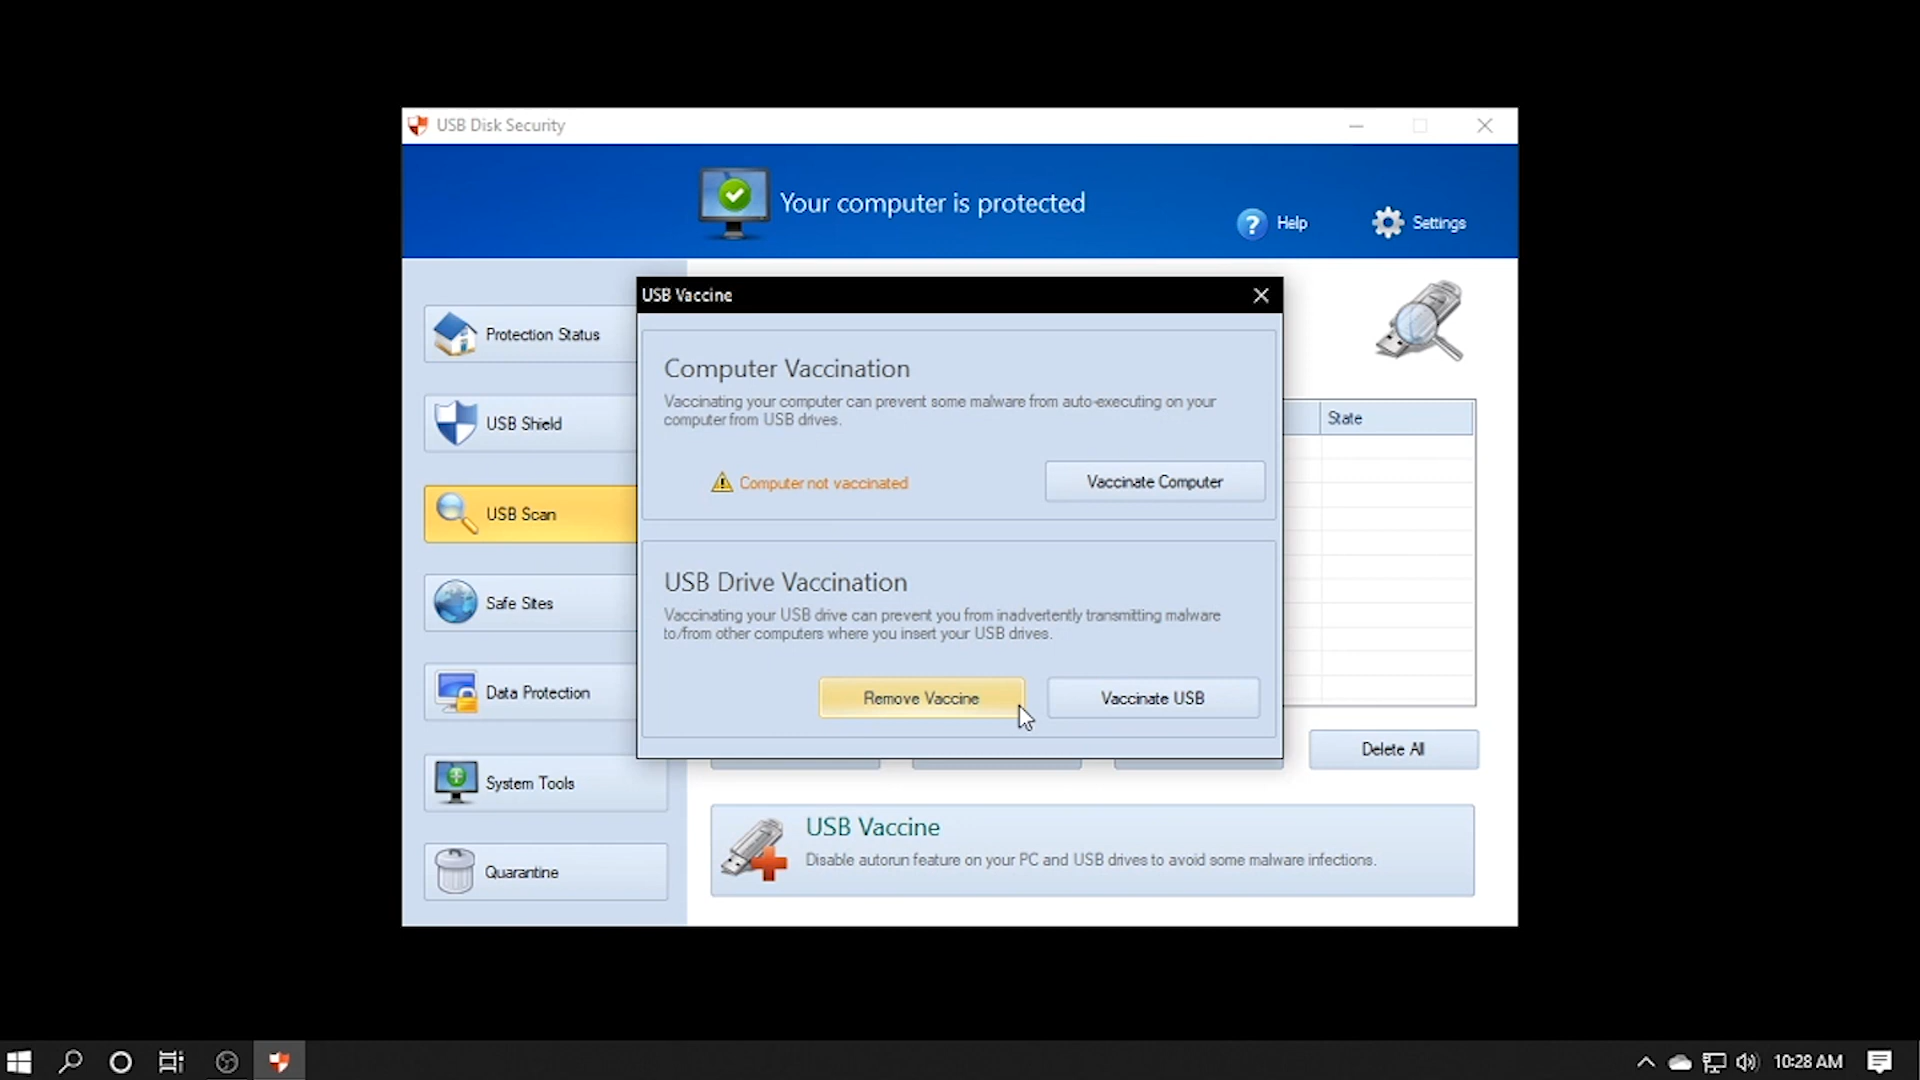 USB Disk Security
Your computer is protected
Help
Settings
Protection Status
USB Shield
USB Scan
Safe Sites
Data Protection
System Tools
Quarantine
USB Vaccine
Computer Vaccination
Vaccinating your computer can prevent some malware from auto-executing on your
computer from USB drives.
Computer not vaccinated
Vaccinate Computer
USB Drive Vaccination
Vaccinating your USB drive can prevent you from inadvertently transmitting malware
to/from other computers where you insert your USB drives.
Remove Vaccine
Vaccinate USB
State
Delete All
USB Vaccine
Disable autorun feature on your PC and USB drives to avoid some malware infections.
10:28 AM